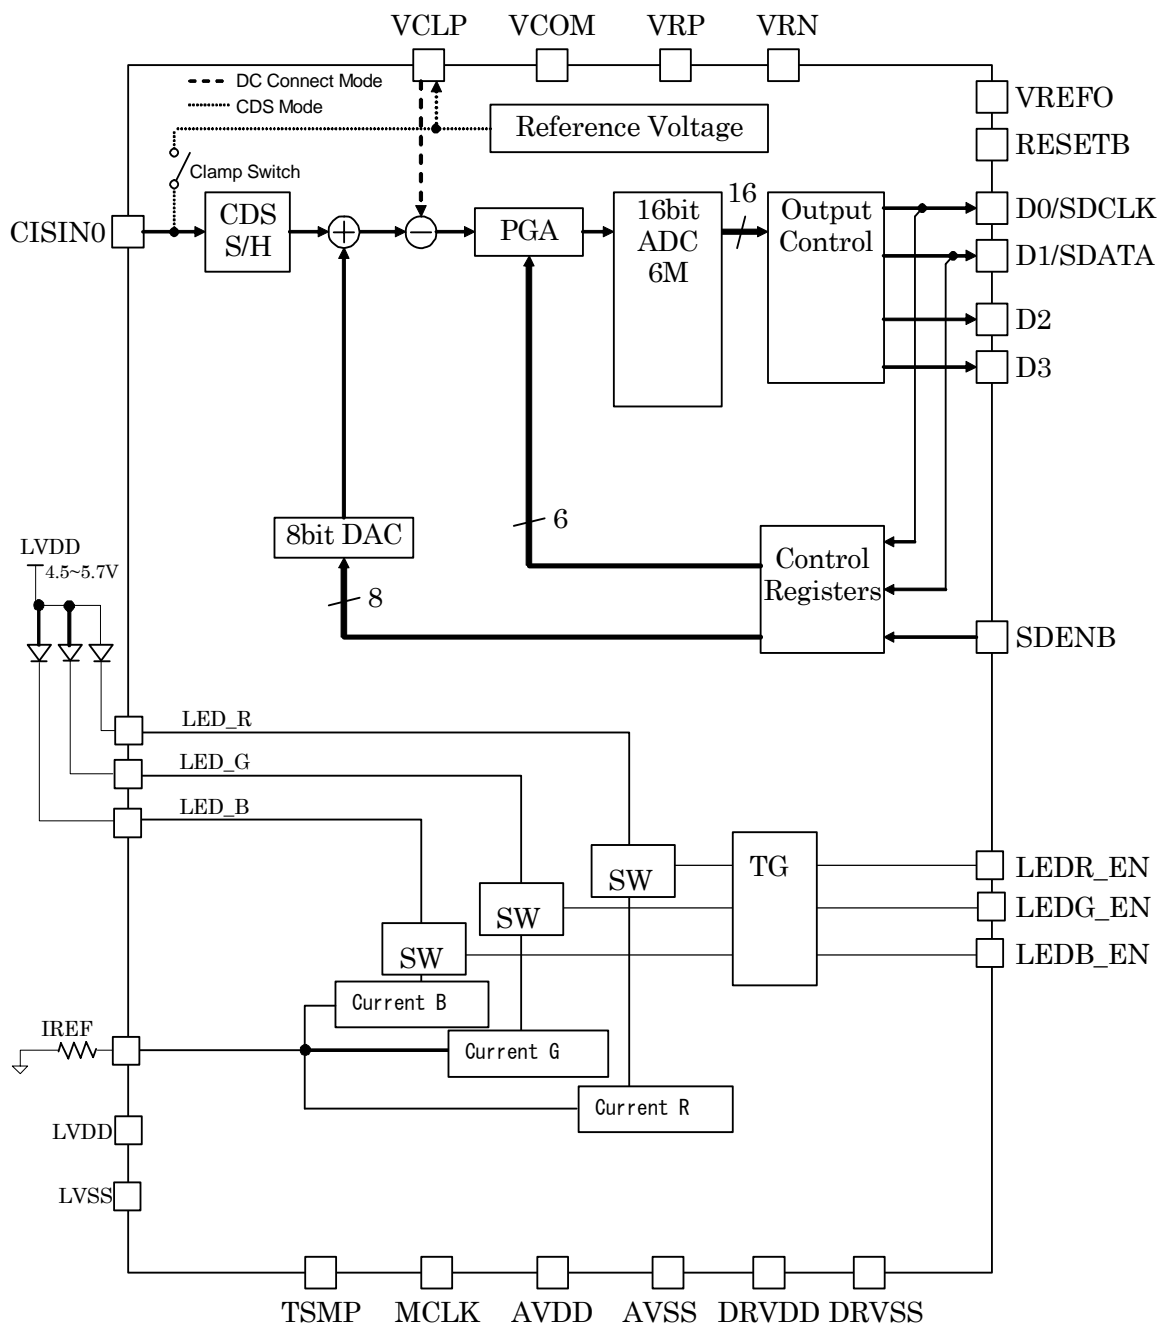 VCLP VCOM VRP VRN
DC Connect Mode
CDS Mode
VREFO
Reference Voltage
RESETB
Clamp Switch
CISIN0
CDS
S/H
PGA
16bit
ADC
6M
16
Output
Control
D0/SDCLK
D1/SDATA
D2
D3
8bit DAC
6
8
Control
Registers
SDENB
LVDD
4.5~5.7V
LED_R
LED_G
LED_B
SW
SW
SW
TG
LEDR_EN
LEDG_EN
LEDB_EN
Current B
Current G
Current R
IREF
LVDD
LVSS
TSMP MCLK AVDD AVSS DRVDD DRVSS